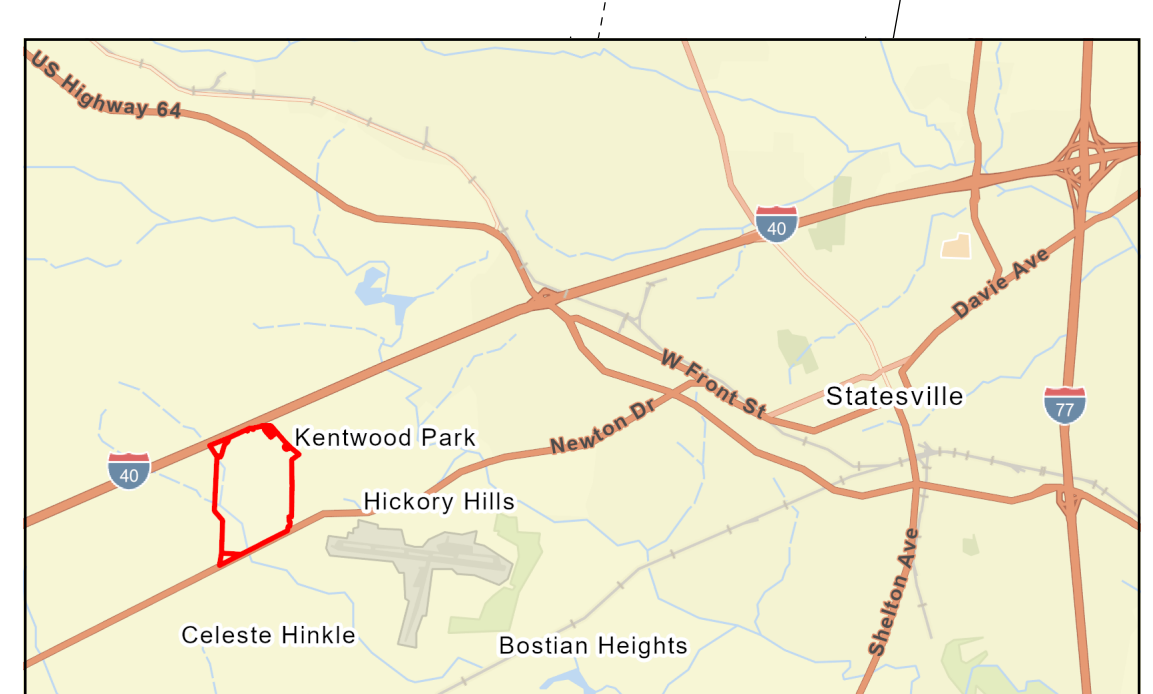 US Highway 64
40
Davie Ave
W Front St
Statesville
77
Newton Dr
Kentwood Park
40
Hickory Hills
Shelton Ave
Celeste Hinkle
Bostian Heights